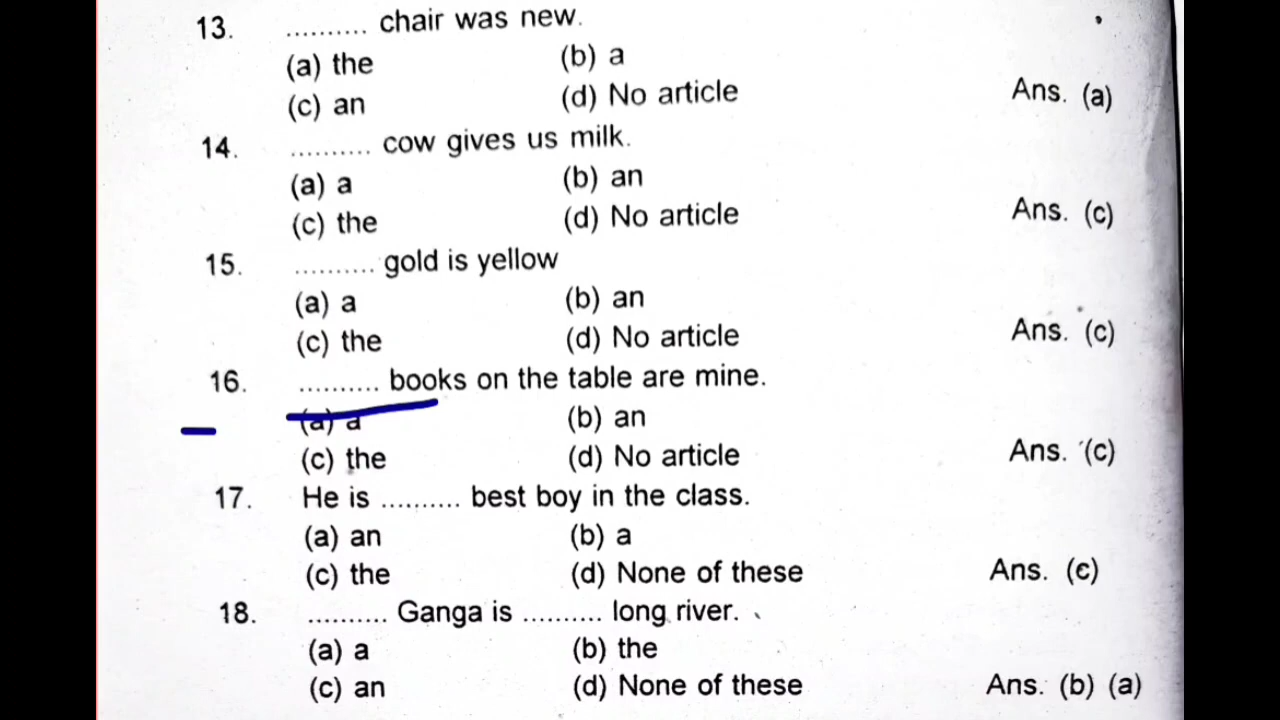 13. .......... chair was new.
(a) the (b) a
(c) an (d) No article Ans. (a)
14. .......... cow gives us milk.
(a) a (b) an
(c) the (d) No article Ans. (c)
15. .......... gold is yellow
(a) a (b) an
(c) the (d) No article Ans. (c)
16. .......... books on the table are mine.
(a) a (b) an
(c) the (d) No article Ans. (c)
17. He is .......... best boy in the class.
(a) an (b) a
(c) the (d) None of these Ans. (c)
18. .......... Ganga is .......... long river.
(a) a (b) the
(c) an (d) None of these Ans. (b) (a)